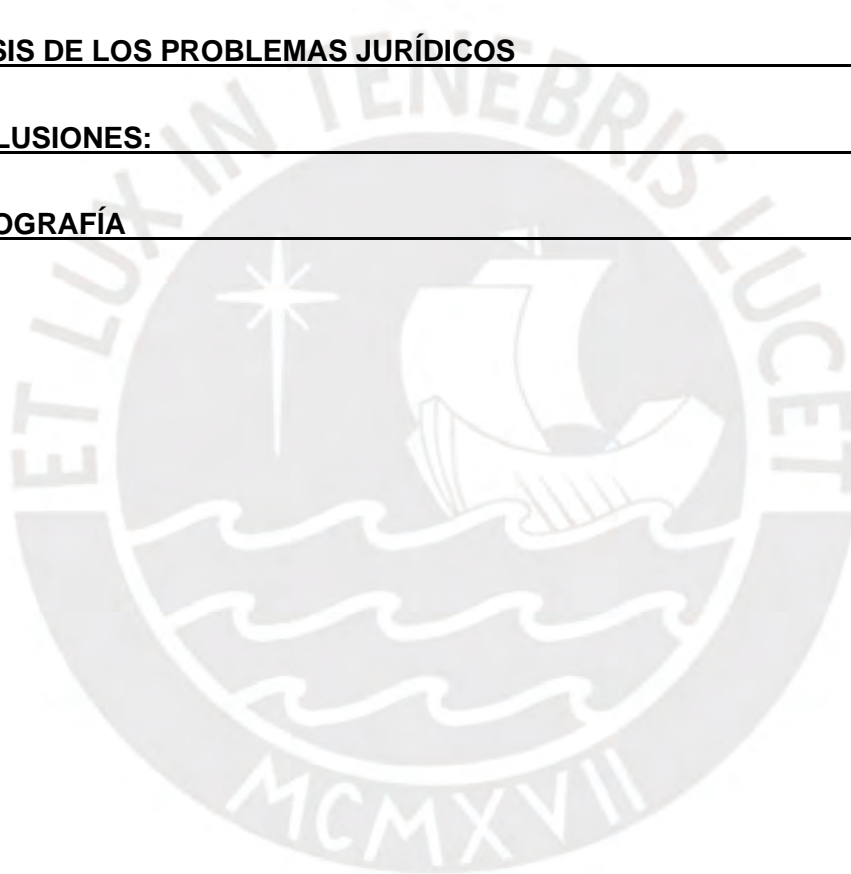 SIS DE LOS PROBLEMAS JURÍDICOS
LUSIONES:
OGRAFÍA
ET LUX IN TENEBRIS LUCET
MCMXVII